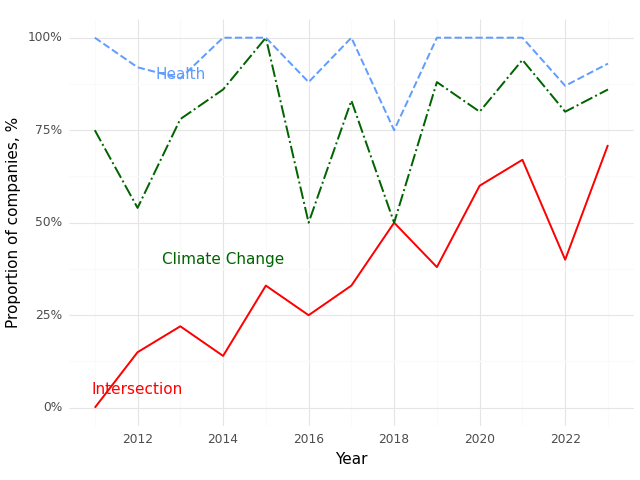 100%
75%
50%
25%
0%
Proportion of companies, %
Health
Climate Change
Intersection
2012 2014 2016 2018 2020 2022
Year